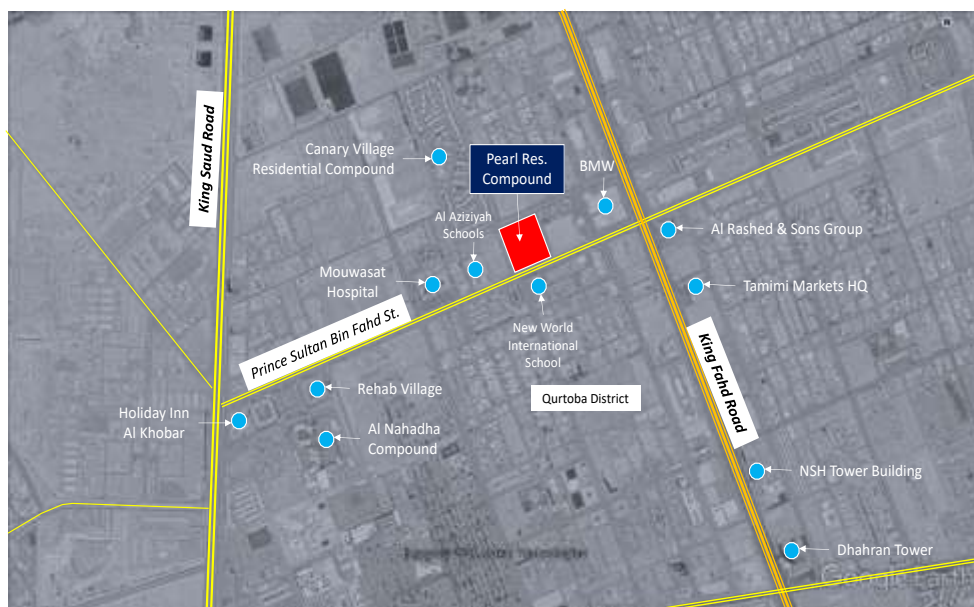 King Saud Road
Canary Village
Residential Compound
Pearl Res.
Compound
BMW
Al Aziziyah
Schools
Al Rashed & Sons Group
Mouwasat
Hospital
Tamimi Markets HQ
New World
International
School
Prince Sultan Bin Fahd St.
King Fahd Road
Rehab Village
Qurtoba District
Holiday Inn
Al Khobar
Al Nahadha
Compound
NSH Tower Building
Dhahran Tower
Google Earth